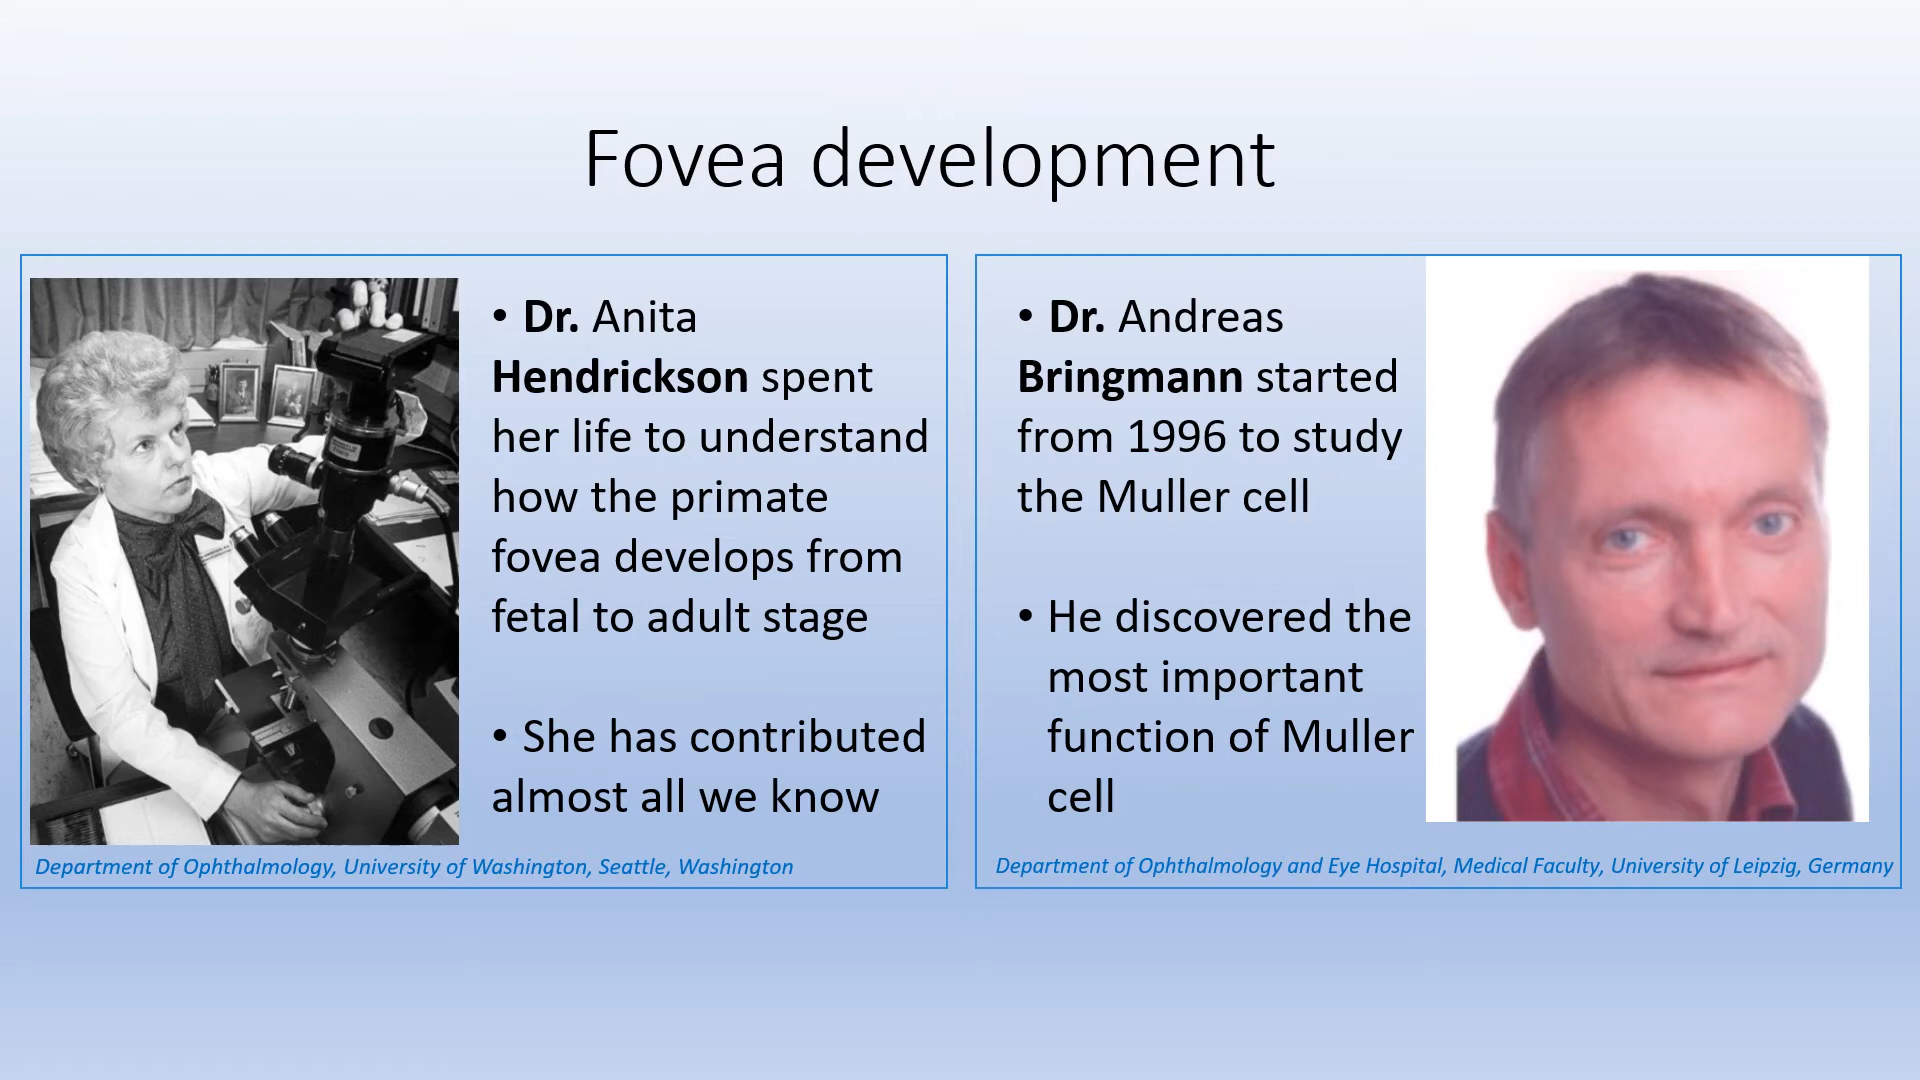 Fovea development
• Dr. Anita
Hendrickson spent
her life to understand
how the primate
fovea develops from
fetal to adult stage
• She has contributed
almost all we know
Department of Ophthalmology, University of Washington, Seattle, Washington
• Dr. Andreas
Bringmann started
from 1996 to study
the Muller cell
• He discovered the
most important
function of Muller
cell
Department of Ophthalmology and Eye Hospital, Medical Faculty, University of Leipzig, Germany